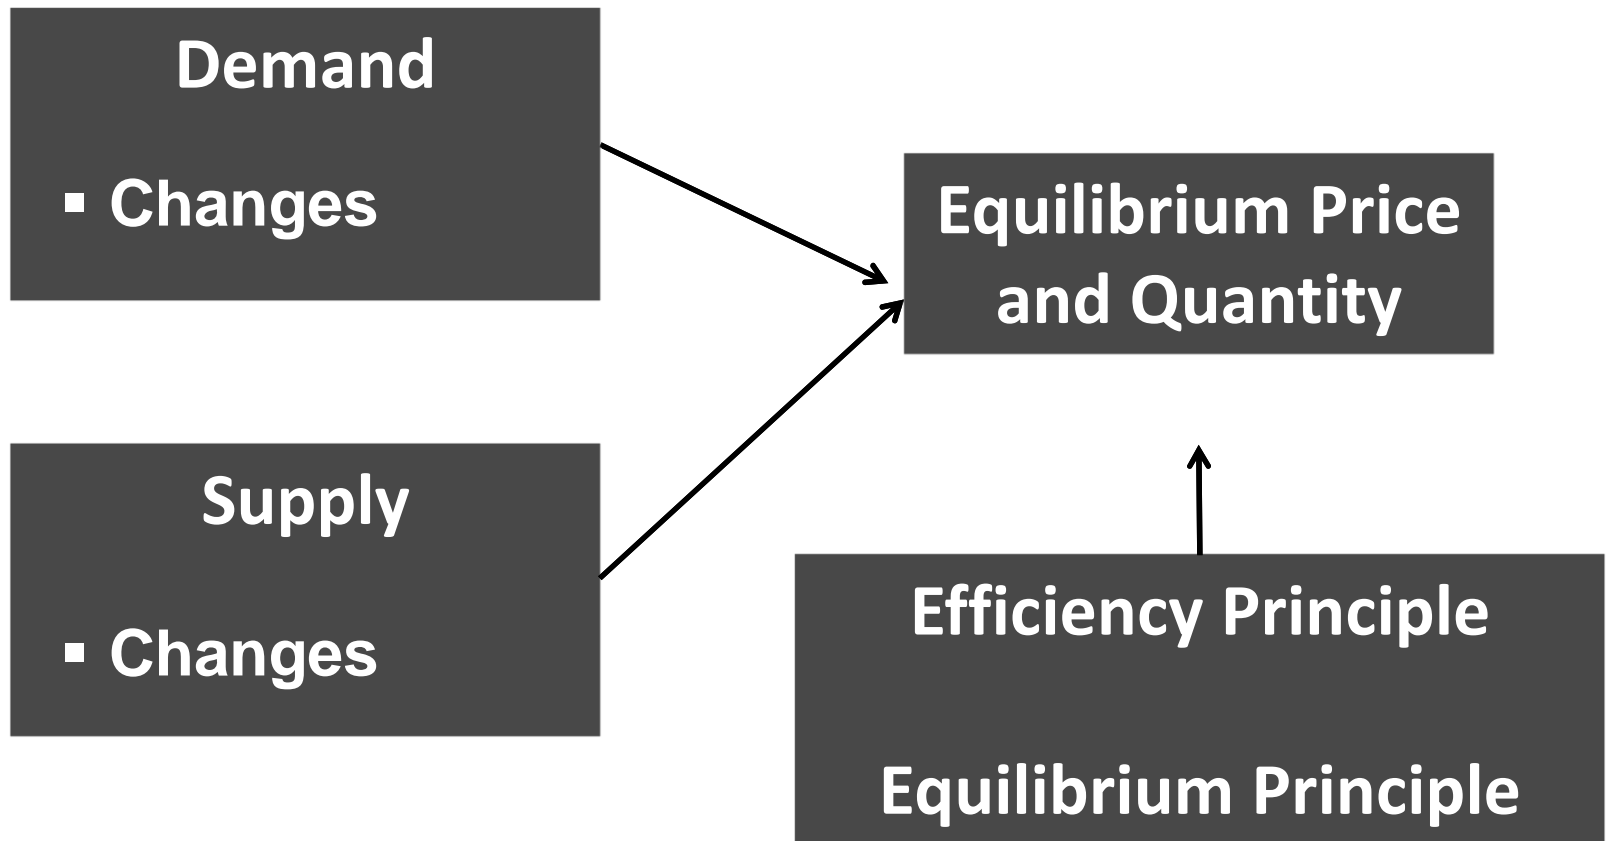 Demand
▪ Changes
Equilibrium Price
and Quantity
Supply
▪ Changes
Efficiency Principle
Equilibrium Principle